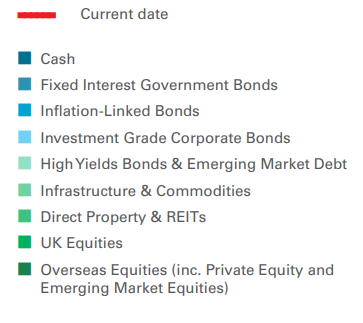 Current date
Cash
Fixed Interest Government Bonds
Inflation-Linked Bonds
Investment Grade Corporate Bonds
High Yields Bonds & Emerging Market Debt
Infrastructure & Commodities
Direct Property & REITs
UK Equities
Overseas Equities (inc. Private Equity and
Emerging Market Equities)